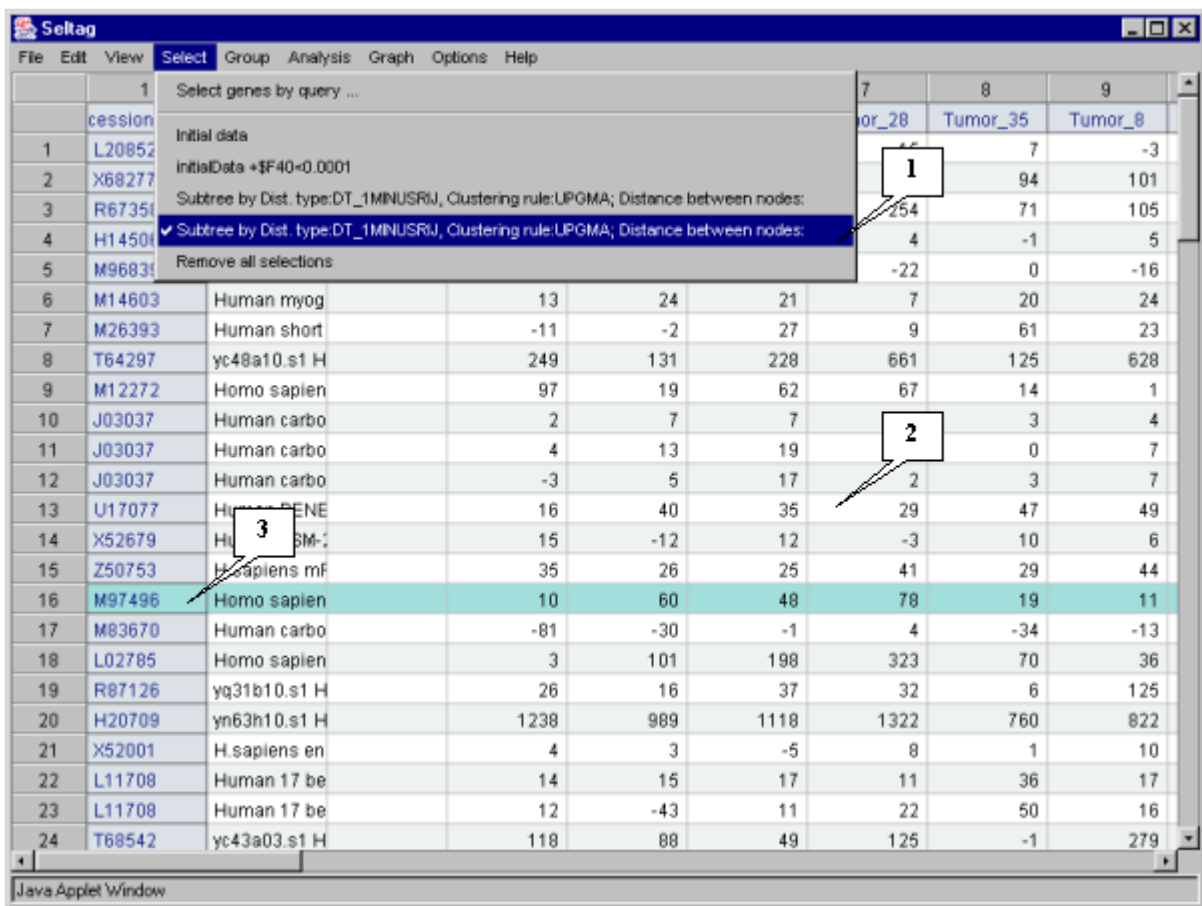 Seltag
File Edit View Select Group Analysis Graph Options Help
1 7 8 9
Select genes by query ...
cession or_28 Tumor_35 Tumor_8
Initial data
1 L20852 7 -3
initialData +$F40<0.0001
2 X68277 94 101
Subtree by Dist. type:DT_1MINUSRIJ, Clustering rule:UPGMA; Distance between nodes:
3 R6735 254 71 105
✔ Subtree by Dist. type:DT_1MINUSRIJ, Clustering rule:UPGMA; Distance between nodes:
4 H1450 4 -1 5
Remove all selections
5 M9683 -22 0 -16
1
6 M14603 Human myog 13 24 21 7 20 24
7 M26393 Human short -11 -2 27 9 61 23
8 T64297 yc48a10.s1 H 249 131 228 661 125 628
9 M12272 Homo sapien 97 19 62 67 14 1
10 J03037 Human carbo 2 7 7 3 4
2
11 J03037 Human carbo 4 13 19 0 7
12 J03037 Human carbo -3 5 17 2 3 7
13 U17077 Hu ENE 16 40 35 29 47 49
3
14 X52679 Hu SM-2 15 -12 12 -3 10 6
15 Z50753 H.sapiens mR 35 26 25 41 29 44
16 M97496 Homo sapien 10 60 48 78 19 11
17 M83670 Human carbo -81 -30 -1 4 -34 -13
18 L02785 Homo sapien 3 101 198 323 70 36
19 R87126 yq31b10.s1 H 26 16 37 32 6 125
20 H20709 yn63h10.s1 H 1238 989 1118 1322 760 822
21 X52001 H.sapiens en 4 3 -5 8 1 10
22 L11708 Human 17 be 14 15 17 11 36 17
23 L11708 Human 17 be 12 -43 11 22 50 16
24 T68542 yc43a03.s1 H 118 88 49 125 -1 279
Java Applet Window